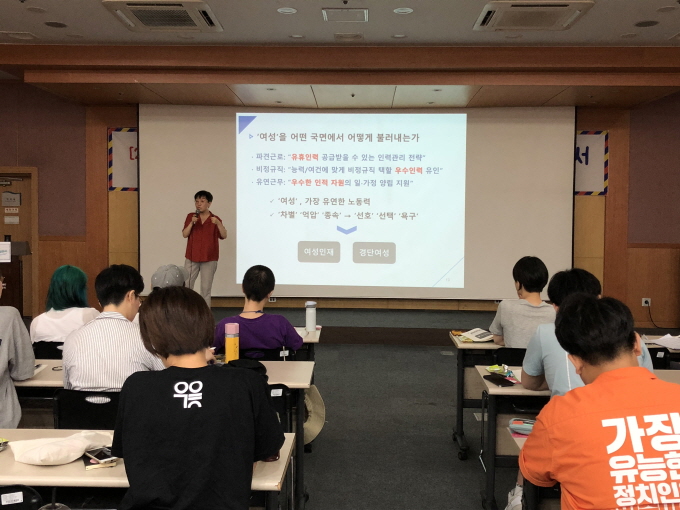 ▷ '여성'을 어떤 국면에서 어떻게 불러내는가
- 파견근로: "유휴인력 공급받을 수 있는 인력관리 전략"
- 비정규직: "능력/여건에 맞게 비정규직 택할 우수인력 유인"
- 유연근무: "우수한 인력 자원의 일·가정 양립 지원"
✓ '여성', 가장 유연한 노동력
✓ '차별' '억압' '종속' → '선호' '선택' '욕구'
여성인재
경단여성
서
가장
유능한
정치인